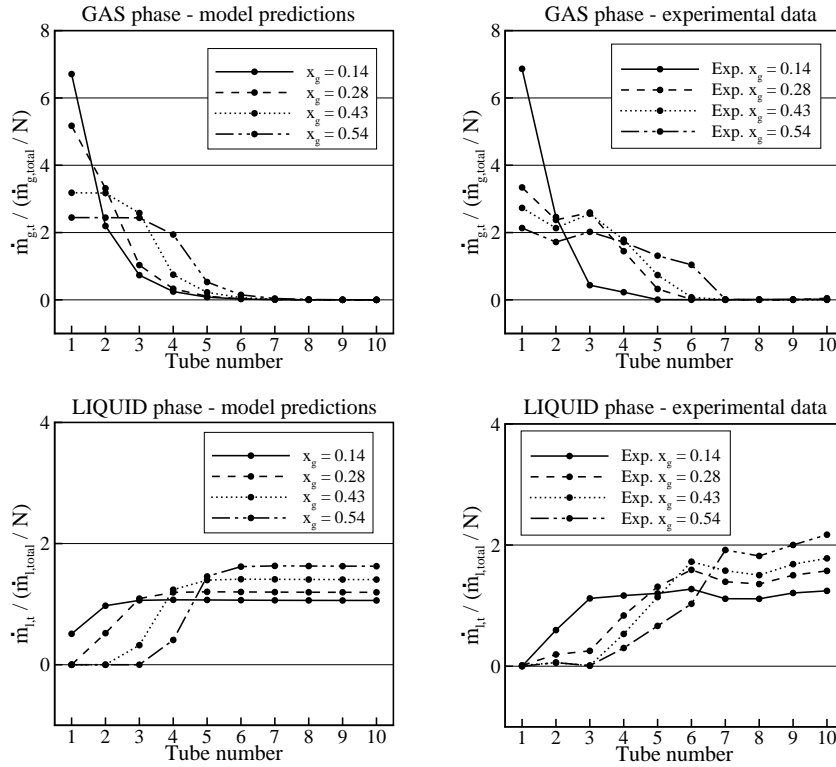 GAS phase - model predictions
ṁg,t / (ṁg,total / N)
8
6
4
2
0
xg = 0.14
xg = 0.28
xg = 0.43
xg = 0.54
1 2 3 4 5 6 7 8 9 10
Tube number
GAS phase - experimental data
ṁg,t / (ṁg,total / N)
8
6
4
2
0
Exp. xg = 0.14
Exp. xg = 0.28
Exp. xg = 0.43
Exp. xg = 0.54
1 2 3 4 5 6 7 8 9 10
Tube number
LIQUID phase - model predictions
ṁl,t / (ṁl,total / N)
4
2
0
xg = 0.14
xg = 0.28
xg = 0.43
xg = 0.54
1 2 3 4 5 6 7 8 9 10
Tube number
LIQUID phase - experimental data
ṁl,t / (ṁl,total / N)
4
2
0
Exp. xg = 0.14
Exp. xg = 0.28
Exp. xg = 0.43
Exp. xg = 0.54
1 2 3 4 5 6 7 8 9 10
Tube number